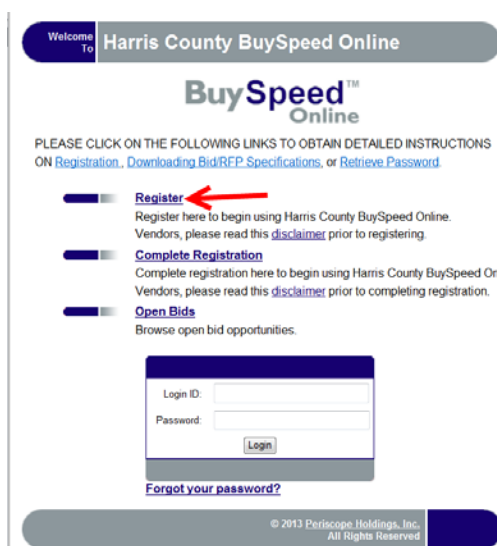 Welcome To Harris County BuySpeed Online
BuySpeed™
Online
PLEASE CLICK ON THE FOLLOWING LINKS TO OBTAIN DETAILED INSTRUCTIONS
ON Registration , Downloading Bid/RFP Specifications, or Retrieve Password.
Register
Register here to begin using Harris County BuySpeed Online.
Vendors, please read this disclaimer prior to registering.
Complete Registration
Complete registration here to begin using Harris County BuySpeed
Vendors, please read this disclaimer prior to completing registration.
Open Bids
Browse open bid opportunities.
Login ID:
Password:
Login
Forgot your password?
© 2013 Periscope Holdings, Inc.
All Rights Reserved